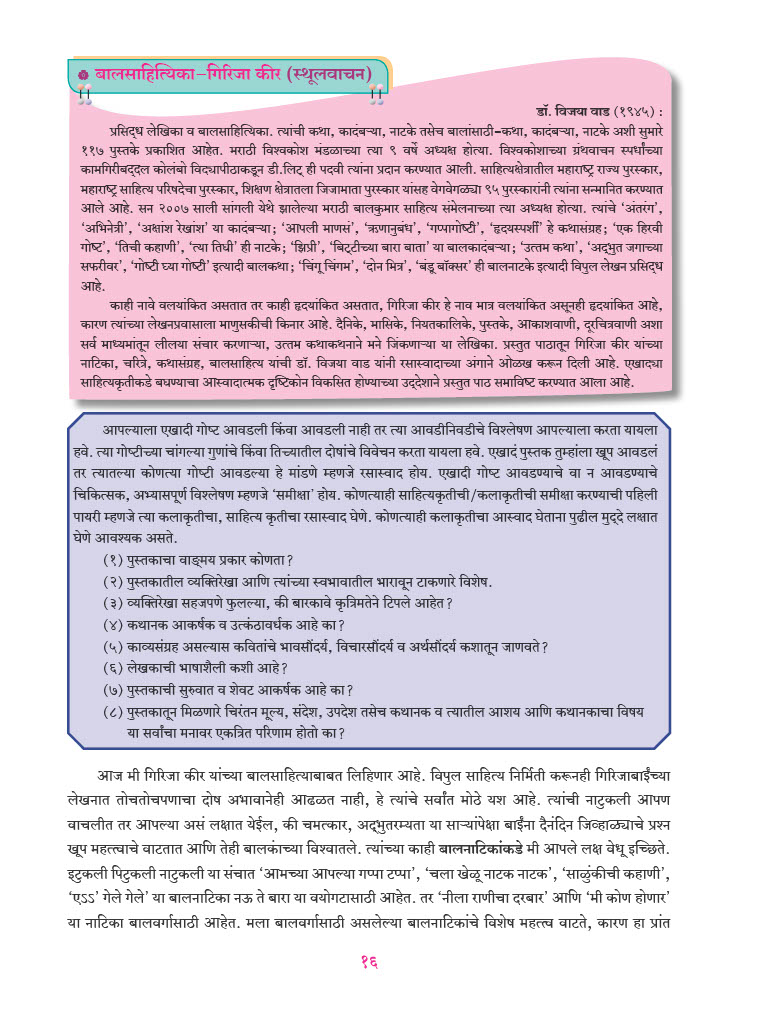 बालसाहित्यिका–गिरिजा कीर (स्थूलवाचन)
डॉ. विजया वाड (१९४५) :
प्रसिद्ध लेखिका व बालसाहित्यिका. त्यांची कथा, कादंबऱ्या, नाटके तसेच बालांसाठी-कथा, कादंबऱ्या, नाटके अशी सुमारे
११७ पुस्तके प्रकाशित आहेत. मराठी विश्वकोश मंडळाच्या त्या ९ वर्षे अध्यक्ष होत्या. विश्वकोशाच्या ग्रंथवाचन स्पर्धांच्या
कामगिरीबद्दल कोलंबो विद्यापीठाकडून डी.लिट् ही पदवी त्यांना प्रदान करण्यात आली. साहित्यक्षेत्रातील महाराष्ट्र राज्य पुरस्कार,
महाराष्ट्र साहित्य परिषदेचा पुरस्कार, शिक्षण क्षेत्रातला जिजामाता पुरस्कार यांसह वेगवेगळ्या ९५ पुरस्कारांनी त्यांना सन्मानित करण्यात
आले आहे. सन २००७ साली सांगली येथे झालेल्या मराठी बालकुमार साहित्य संमेलनाच्या त्या अध्यक्ष होत्या. त्यांचे ‘अंतरंग’,
‘अभिनेत्री’, ‘अक्षांश रेखांश’ या कादंबऱ्या; ‘आपली माणसं’, ‘ऋणानुबंध’, ‘गप्पागोष्टी’, ‘हृदयस्पर्शी’ हे कथासंग्रह; ‘एक हिरवी
गोष्ट’, ‘तिची कहाणी’, ‘त्या तिघी’ ही नाटके; ‘झिप्री’, ‘बिट्टीच्या बारा बाता’ या बालकादंबऱ्या; ‘उत्तम कथा’, ‘अद्भुत जगाच्या
सफरीवर’, ‘गोष्टी घ्या गोष्टी’ इत्यादी बालकथा; ‘चिंगू चिंगम’, ‘दोन मित्र’, ‘बंडू बॉक्सर’ ही बालनाटके इत्यादी विपुल लेखन प्रसिद्ध
आहे.
काही नावे वलयांकित असतात तर काही हृदयांकित असतात, गिरिजा कीर हे नाव मात्र वलयांकित असूनही हृदयांकित आहे,
कारण त्यांच्या लेखनप्रवासाला माणुसकीची किनार आहे. दैनिके, मासिके, नियतकालिके, पुस्तके, आकाशवाणी, दूरचित्रवाणी अशा
सर्व माध्यमांतून लीलया संचार करणाऱ्या, उत्तम कथाकथनाने मने जिंकणाऱ्या या लेखिका. प्रस्तुत पाठातून गिरिजा कीर यांच्या
नाटिका, चरित्रे, कथासंग्रह, बालसाहित्य यांची डॉ. विजया वाड यांनी रसास्वादाच्या अंगाने ओळख करून दिली आहे. एखाद्या
साहित्यकृतीकडे बघण्याचा आस्वादात्मक दृष्टिकोन विकसित होण्याच्या उद्देशाने प्रस्तुत पाठ समाविष्ट करण्यात आला आहे.
आपल्याला एखादी गोष्ट आवडली किंवा आवडली नाही तर त्या आवडीनिवडीचे विश्लेषण आपल्याला करता यायला
हवे. त्या गोष्टीच्या चांगल्या गुणांचे किंवा तिच्यातील दोषांचे विवेचन करता यायला हवे. एखादं पुस्तक तुम्हांला खूप आवडलं
तर त्यातल्या कोणत्या गोष्टी आवडल्या हे मांडणे म्हणजे रसास्वाद होय. एखादी गोष्ट आवडण्याचे वा न आवडण्याचे
चिकित्सक, अभ्यासपूर्ण विश्लेषण म्हणजे ‘समीक्षा’ होय. कोणत्याही साहित्यकृतीची/कलाकृतीची समीक्षा करण्याची पहिली
पायरी म्हणजे त्या कलाकृतीचा, साहित्य कृतीचा रसास्वाद घेणे. कोणत्याही कलाकृतीचा आस्वाद घेताना पुढील मुद्दे लक्षात
घेणे आवश्यक असते.
(१) पुस्तकाचा वाङ्मय प्रकार कोणता?
(२) पुस्तकातील व्यक्तिरेखा आणि त्यांच्या स्वभावातील भारावून टाकणारे विशेष.
(३) व्यक्तिरेखा सहजपणे फुलल्या, की बारकावे कृत्रिमतेने टिपले आहेत?
(४) कथानक आकर्षक व उत्कंठावर्धक आहे का?
(५) काव्यसंग्रह असल्यास कवितांचे भावसौंदर्य, विचारसौंदर्य व अर्थसौंदर्य कशातून जाणवते?
(६) लेखकाची भाषाशैली कशी आहे?
(७) पुस्तकाची सुरुवात व शेवट आकर्षक आहे का?
(८) पुस्तकातून मिळणारे चिरंतन मूल्य, संदेश, उपदेश तसेच कथानक व त्यातील आशय आणि कथानकाचा विषय
या सर्वांचा मनावर एकत्रित परिणाम होतो का?
आज मी गिरिजा कीर यांच्या बालसाहित्याबाबत लिहिणार आहे. विपुल साहित्य निर्मिती करूनही गिरिजाबाईंच्या
लेखनात तोचतोचपणाचा दोष अभावानेही आढळत नाही, हे त्यांचे सर्वांत मोठे यश आहे. त्यांची नाटुकली आपण
वाचलीत तर आपल्या असं लक्षात येईल, की चमत्कार, अद्भुतरम्यता या साऱ्यांपेक्षा बाईंना दैनंदिन जिव्हाळ्याचे प्रश्न
खूप महत्त्वाचे वाटतात आणि तेही बालकांच्या विश्वातले. त्यांच्या काही बालनाटिकांकडे मी आपले लक्ष वेधू इच्छिते.
इटुकली पिटुकली नाटुकली या संचात ‘आमच्या आपल्या गप्पा टप्पा’, ‘चला खेळू नाटक नाटक’, ‘साळुंकीची कहाणी’,
‘एऽऽ’ गेले गेले’ या बालनाटिका नऊ ते बारा या वयोगटासाठी आहेत. तर ‘नीला राणीचा दरबार’ आणि ‘मी कोण होणार’
या नाटिका बालवर्गासाठी आहेत. मला बालवर्गासाठी असलेल्या बालनाटिकांचे विशेष महत्त्व वाटते, कारण हा प्रांत
१६